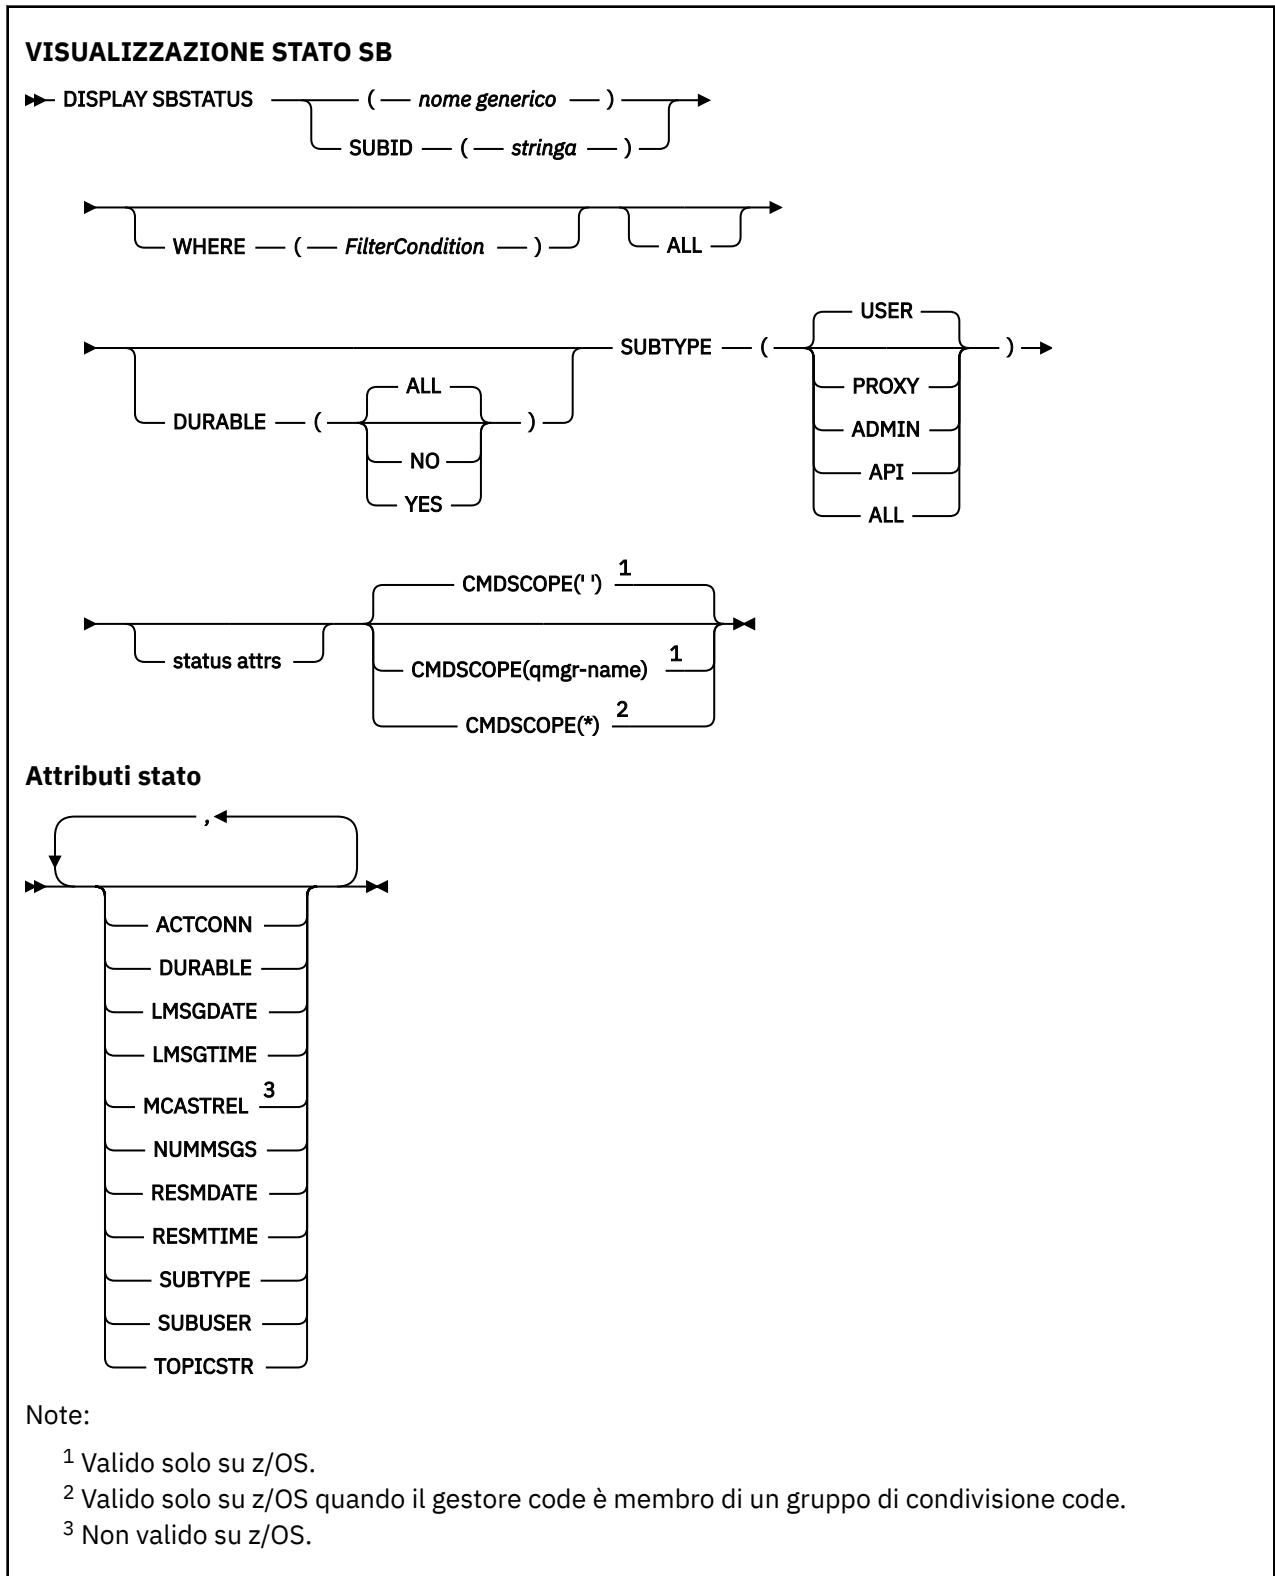 VISUALIZZAZIONE STATO SB
DISPLAY SBSTATUS ( nome generico )
SUBID ( stringa )
WHERE ( FilterCondition )
ALL
DURABLE (
ALL
NO
YES
)
SUBTYPE (
USER
PROXY
ADMIN
API
ALL
)
status attrs
CMDSCOPE(' ') 1
CMDSCOPE(qmgr-name) 1
CMDSCOPE(*) 2
Attributi stato
,
ACTCONN
DURABLE
LMSGDATE
LMSGTIME
MCASTREL 3
NUMMSGS
RESMDATE
RESMTIME
SUBTYPE
SUBUSER
TOPICSTR
Note:
1 Valido solo su z/OS.
2 Valido solo su z/OS quando il gestore code è membro di un gruppo di condivisione code.
3 Non valido su z/OS.